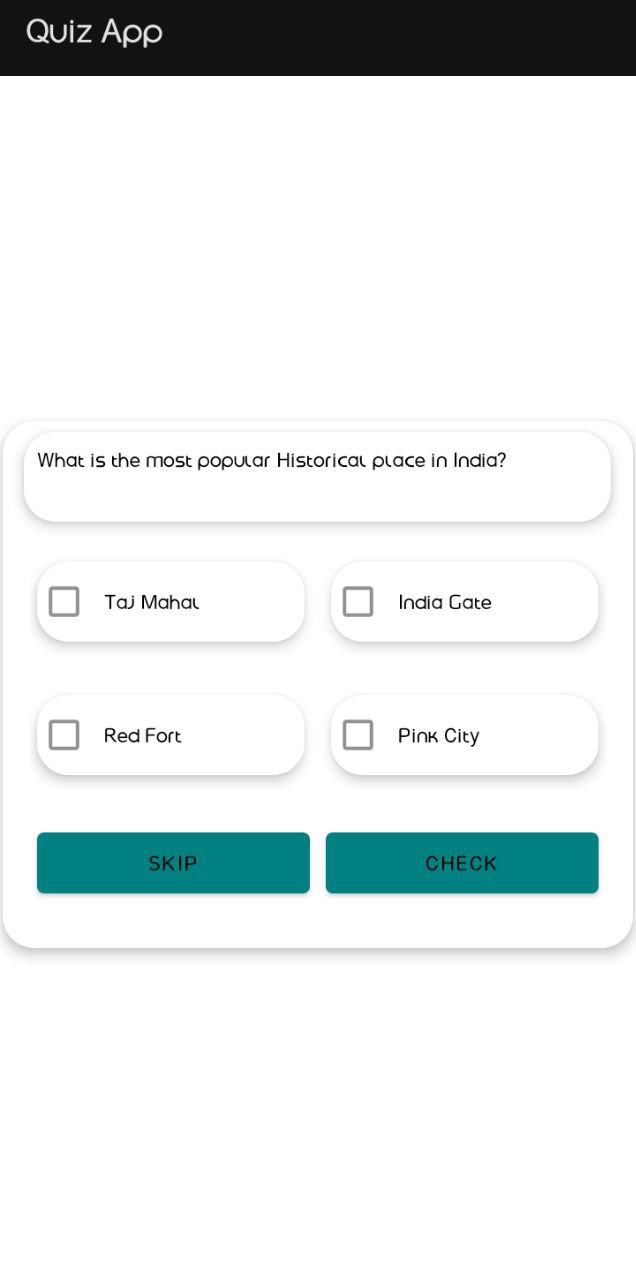 Quiz App
What is the most popular Historical place in India?
Taj Mahal
India Gate
Red Fort
Pink City
SKIP
CHECK